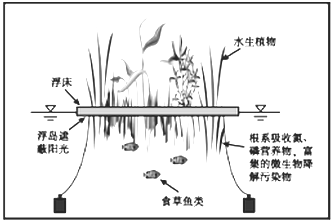 水生植物
浮床
浮岛遮
蔽阳光
根系吸收氮、
磷营养物，富
集的微生物降
解污染物
食草鱼类